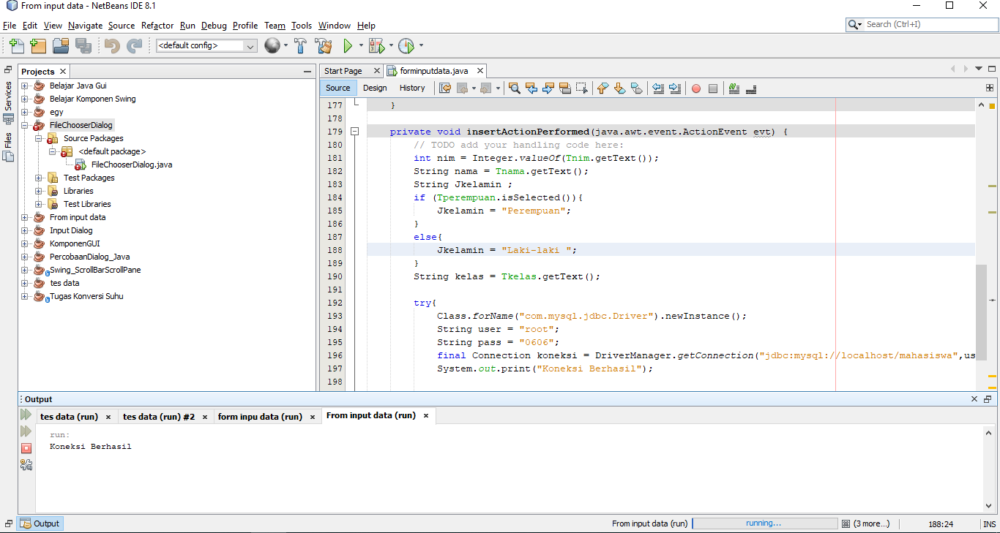 From input data - NetBeans IDE 8.1
File Edit View Navigate Source Refactor Run Debug Profile Team Tools Window Help
Search (Ctrl+I)
<default config>
Projects
Services
Files
Belajar Java Gui
Belajar Komponen Swing
egy
FileChooserDialog
Source Packages
<default package>
FileChooserDialog.java
Test Packages
Libraries
Test Libraries
From input data
Input Dialog
KomponenGUI
PercobaanDialog_Java
Swing_ScrollBarScrollPane
tes data
Tugas Konversi Suhu
Start Page forminputdata.java
Source Design History
177 }
178
179 private void insertActionPerformed(java.awt.event.ActionEvent evt) {
180 // TODO add your handling code here:
181 int nim = Integer.valueOf(Tnim.getText());
182 String nama = Tnama.getText();
183 String Jkelamin ;
184 if (Tperempuan.isSelected()){
185 Jkelamin = "Perempuan";
186 }
187 else{
188 Jkelamin = "Laki-laki ";
189 }
190 String kelas = Tkelas.getText();
191
192 try{
193 Class.forName("com.mysql.jdbc.Driver").newInstance();
194 String user = "root";
195 String pass = "0606";
196 final Connection koneksi = DriverManager.getConnection("jdbc:mysql://localhost/mahasiswa",us
197 System.out.print("Koneksi Berhasil");
198
Output
tes data (run) tes data (run) #2 form inpu data (run) From input data (run)
run:
Koneksi Berhasil
Output
From input data (run) running... (3 more...) 188:24 INS